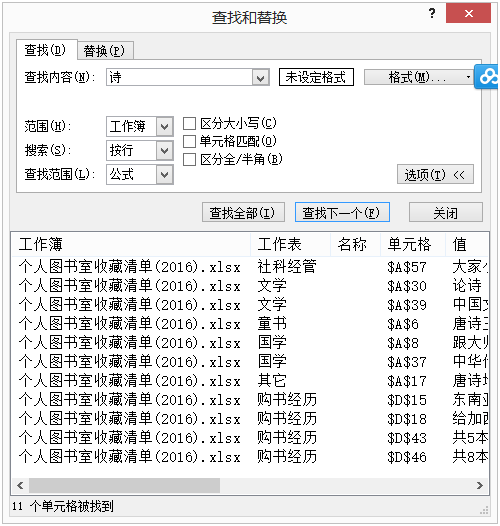 查找和替换
?
查找(D) 替换(P)
查找内容(N): 诗 未设定格式 格式(M)...
范围(H): 工作簿 区分大小写(C)
搜索(S): 按行 单元格匹配(O)
查找范围(L): 公式 区分全/半角(B)
选项(T) <<
查找全部(I) 查找下一个(F) 关闭
工作簿 工作表 名称 单元格 值
个人图书室收藏清单(2016).xlsx 社科经管 $A$57 大家
个人图书室收藏清单(2016).xlsx 文学 $A$30 论诗
个人图书室收藏清单(2016).xlsx 文学 $A$39 中国
个人图书室收藏清单(2016).xlsx 童书 $A$6 唐诗三
个人图书室收藏清单(2016).xlsx 国学 $A$8 跟大师
个人图书室收藏清单(2016).xlsx 国学 $A$37 中华
个人图书室收藏清单(2016).xlsx 其它 $A$17 唐诗
个人图书室收藏清单(2016).xlsx 购书经历 $D$15 东南
个人图书室收藏清单(2016).xlsx 购书经历 $D$18 给加
个人图书室收藏清单(2016).xlsx 购书经历 $D$43 共5本
个人图书室收藏清单(2016).xlsx 购书经历 $D$46 共8本
11 个单元格被找到